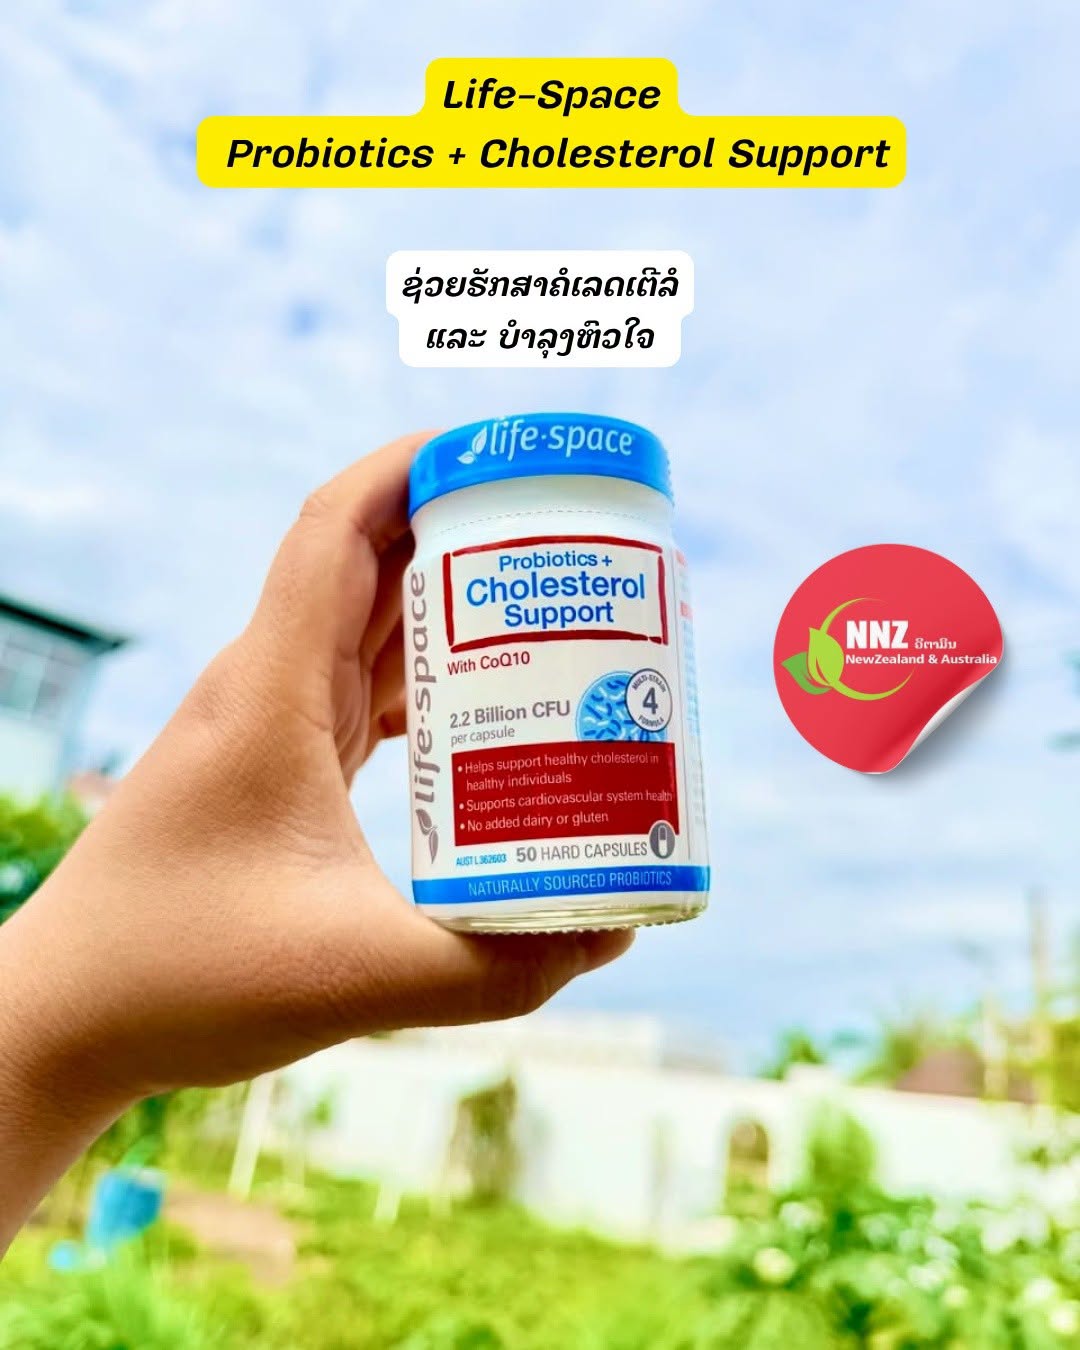 Life-Space
Probiotics + Cholesterol Support
ຊ່ວຍຮັກສາຄໍເລດເຕີລໍ
ແລະ ບຳລຸງຫົວໃຈ
life·space
Probiotics +
Cholesterol
Support
With CoQ10
2.2 Billion CFU
per capsule
MULTI-STRAIN
4
FORMULA
• Helps support healthy cholesterol in
healthy individuals
• Supports cardiovascular system health
• No added dairy or gluten
AUST L 362603 50 HARD CAPSULES
NATURALLY SOURCED PROBIOTICS
life·space
NNZ ວິຕາມິນ
NewZealand & Australia